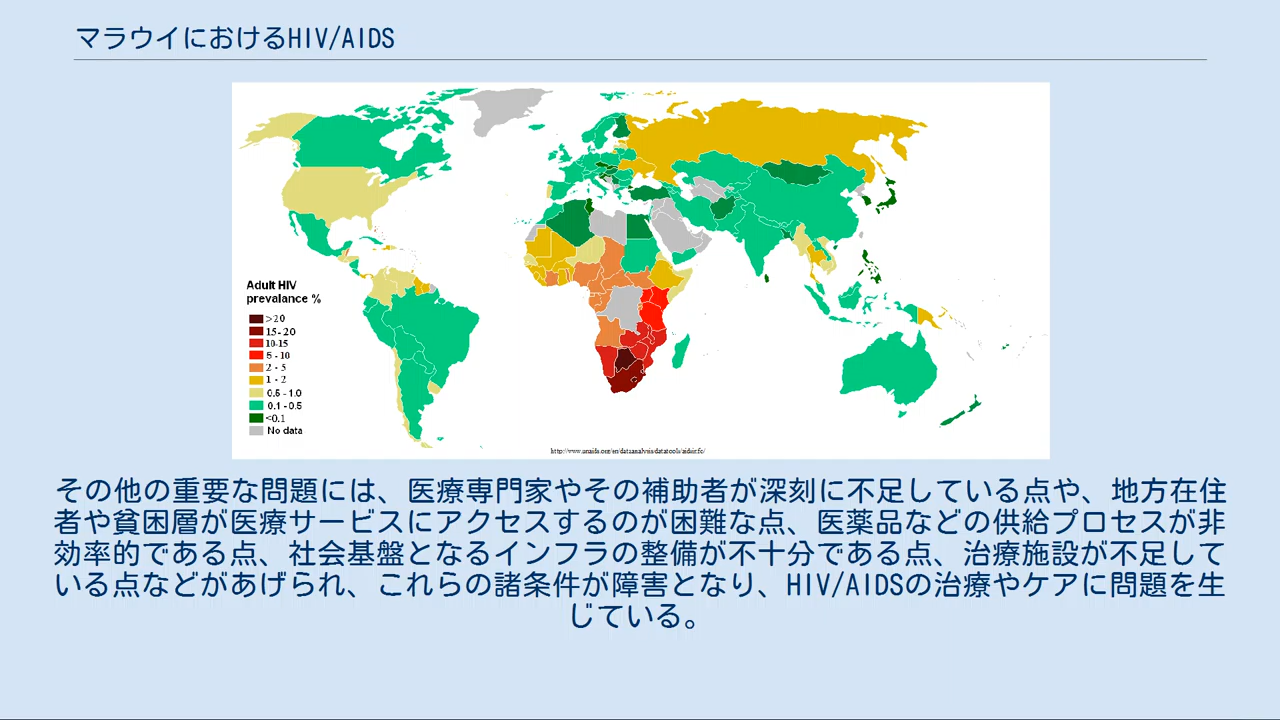 マラウイにおけるHIV/AIDS
Adult HIV
prevalance %
>20
15-20
10-15
5-10
2-5
1-2
0.5-1.0
0.1-0.5
<0.1
No data
その他の重要な問題には、医療専門家やその補助者が深刻に不足している点や、地方在住
者や貧困層が医療サービスにアクセスするのが困難な点、医薬品などの供給プロセスが非
効率的である点、社会基盤となるインフラの整備が不十分である点、治療施設が不足して
いる点などがあげられ、これらの諸条件が障害となり、HIV/AIDSの治療やケアに問題を生
じている。